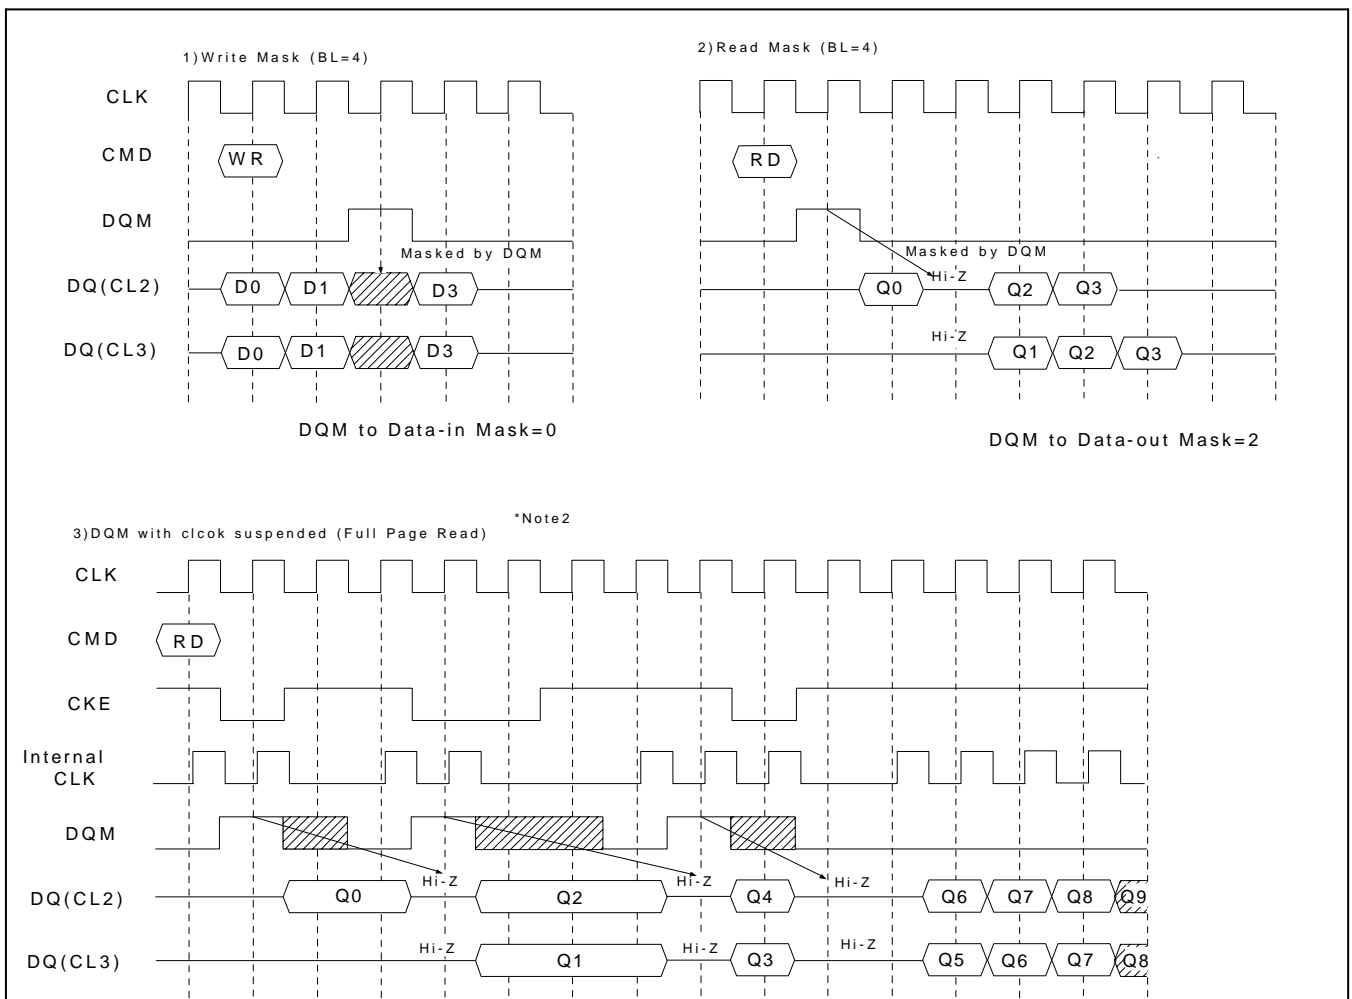 1)Write Mask (BL=4)
CLK
CMD
WR
DQM
Masked by DQM
DQ(CL2)
D0 D1 D3
DQ(CL3)
D0 D1 D3
DQM to Data-in Mask=0
2)Read Mask (BL=4)
RD
Masked by DQM
Hi-Z
Q0 Q2 Q3
Hi-Z
Q1 Q2 Q3
DQM to Data-out Mask=2
*Note2
3)DQM with clcok suspended (Full Page Read)
CLK
CMD
RD
CKE
Internal
CLK
DQM
Hi-Z Hi-Z Hi-Z
DQ(CL2)
Q0 Q2 Q4 Q6 Q7 Q8 Q9
Hi-Z Hi-Z Hi-Z
DQ(CL3)
Q1 Q3 Q5 Q6 Q7 Q8